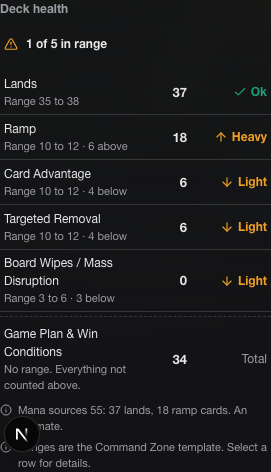 Deck health
1 of 5 in range
Lands
Range 35 to 38
37
Ok
Ramp
Range 10 to 12 · 6 above
18
Heavy
Card Advantage
Range 10 to 12 · 4 below
6
Light
Targeted Removal
Range 10 to 12 · 4 below
6
Light
Board Wipes / Mass
Disruption
Range 3 to 6 · 3 below
0
Light
Game Plan & Win
Conditions
No range. Everything not
counted above.
34
Total
Mana sources 55: 37 lands, 18 ramp cards. An
N
are the Command Zone template. Select a
row for details.